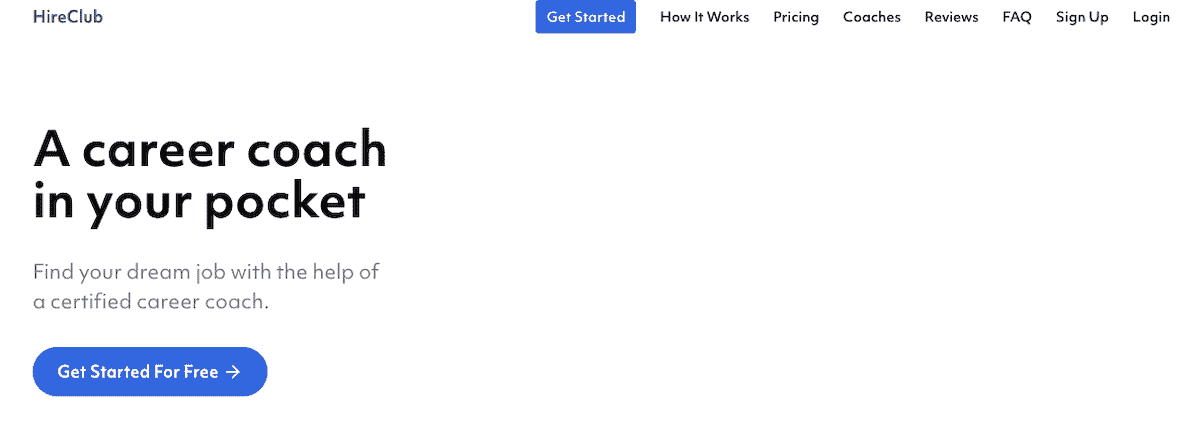 HireClub
Get Started How It Works Pricing Coaches Reviews FAQ Sign Up Login
A career coach
in your pocket
Find your dream job with the help of
a certified career coach.
Get Started For Free →